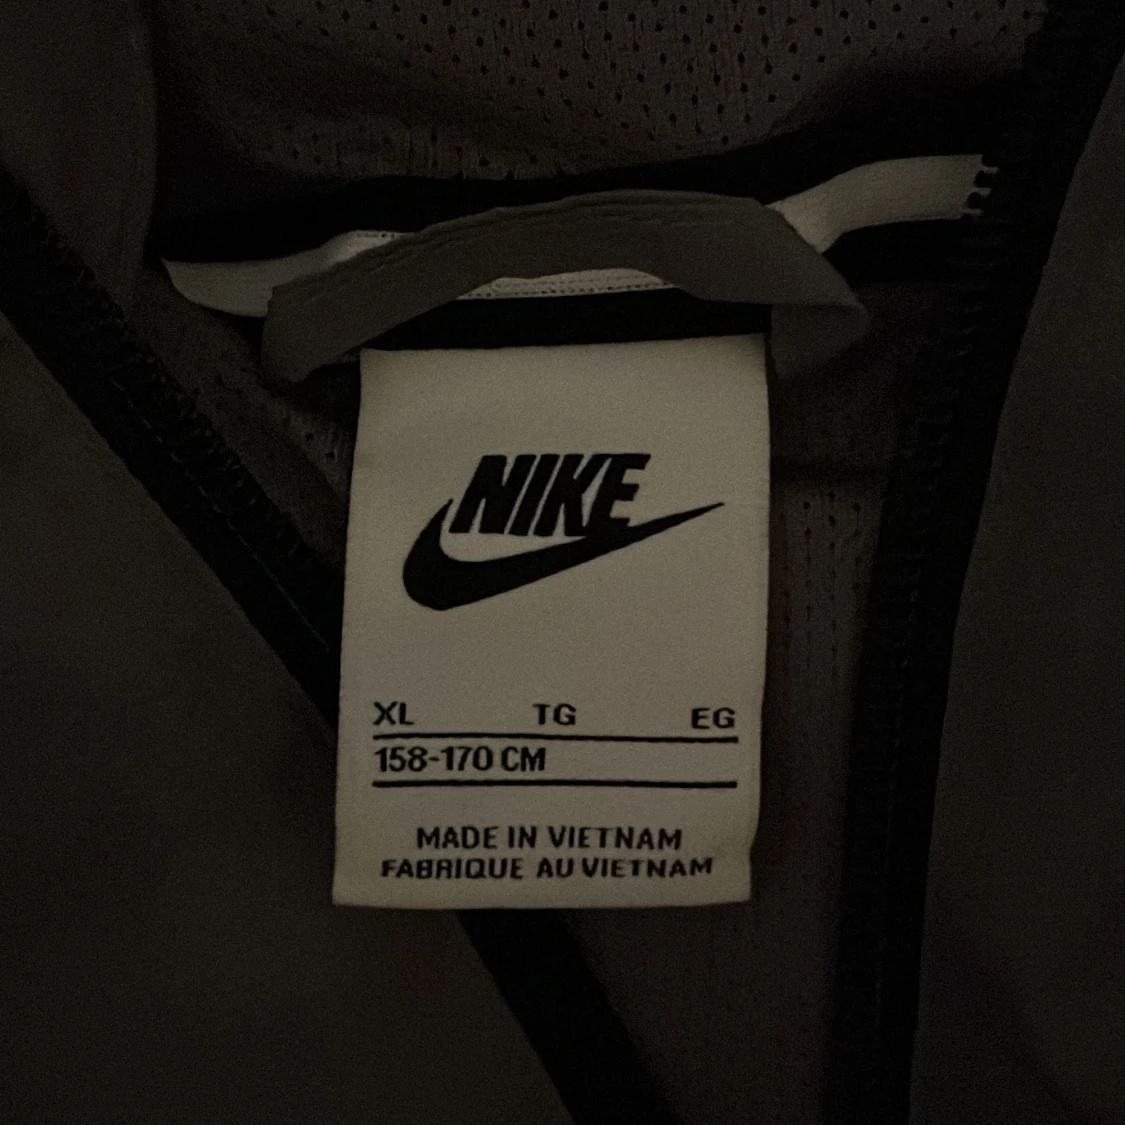 NIKE
XL TG EG
158-170 CM
MADE IN VIETNAM
FABRIQUE AU VIETNAM